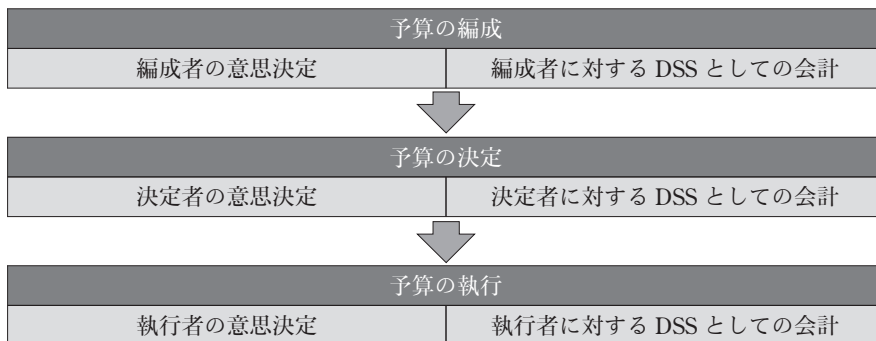 予算の編成
編成者の意思決定 編成者に対する DSS としての会計
予算の決定
決定者の意思決定 決定者に対する DSS としての会計
予算の執行
執行者の意思決定 執行者に対する DSS としての会計